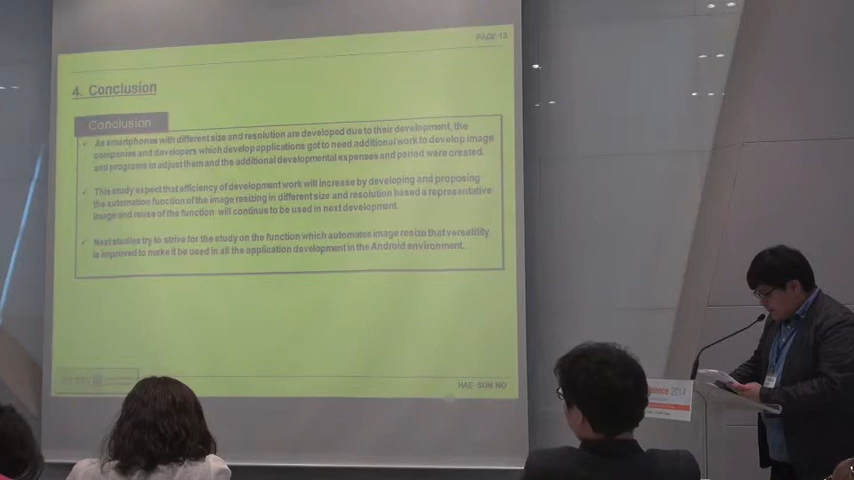 PAGE 13
4. Conclusion
Conclusion
✓ As smartphones with different size and resolution are developed due to their development, the
companies and developers which develop applications got to need additional work to develop image
and programs to adjust them and the additional developmental expenses and period were created.
✓ This study expect that efficiency of development work will increase by developing and proposing
the automation function of the image resizing in different size and resolution based a representative
image and reuse of the function will continue to be used in next development.
✓ Next studies try to strive for the study on the function which automates image resize that versatility
is improved to make it be used in all the application development in the Android environment.
HAE-SUN NO
2014